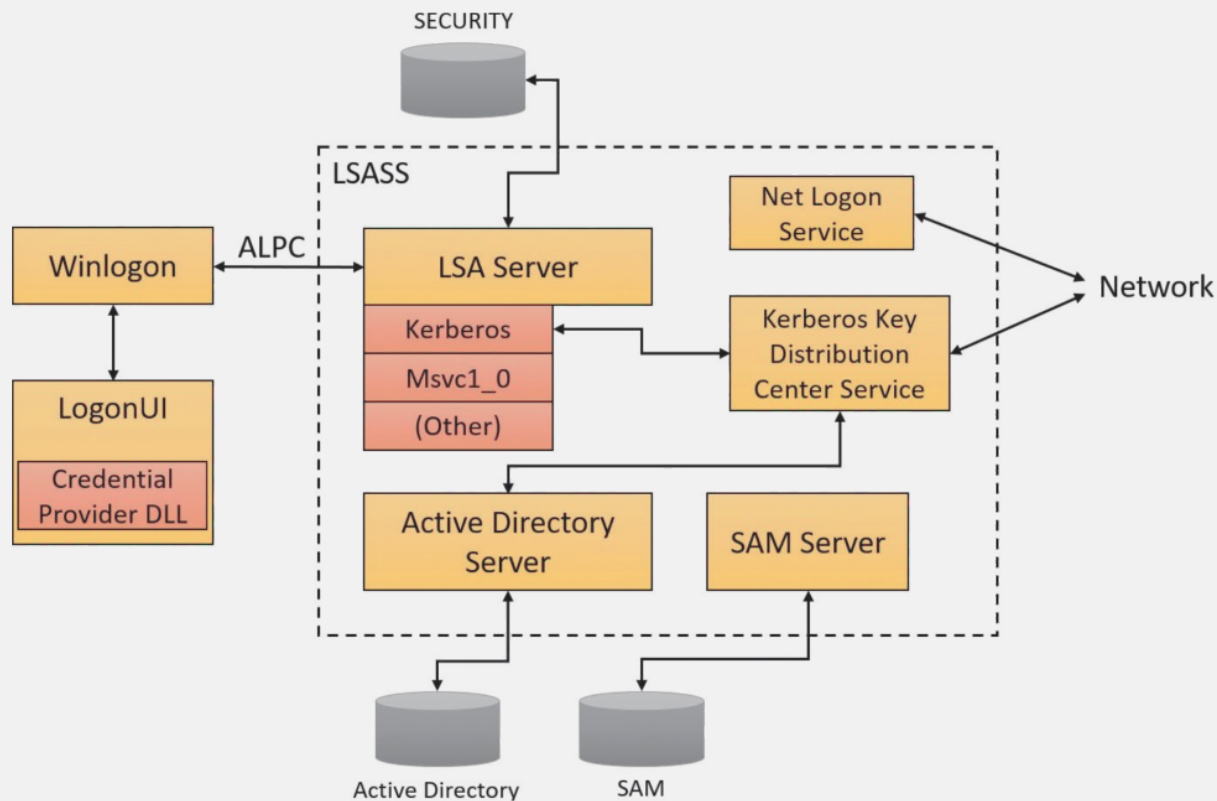 SECURITY
LSASS
Net Logon
Service
Winlogon
ALPC
LSA Server
Network
Kerberos
Kerberos Key
Distribution
Center Service
Msvc1_0
(Other)
LogonUI
Credential
Provider DLL
Active Directory
Server
SAM Server
Active Directory
SAM